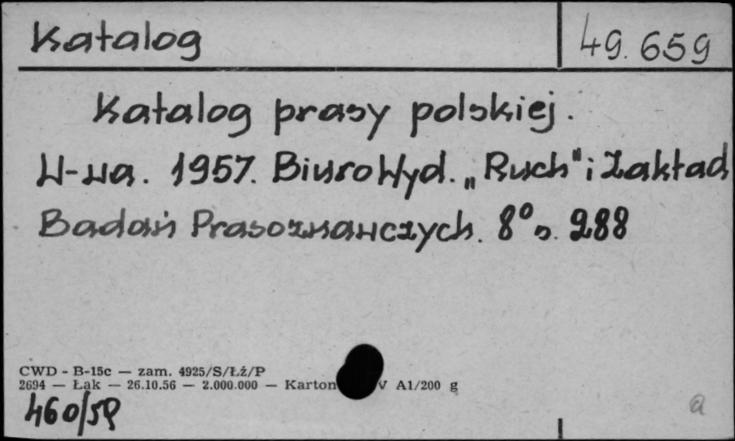 Katalog
49.659
Katalog prasy polskiej.
W-wa. 1957. Biuro Wyd. „Ruch" i Zakład
Badań Prasoznawczych. 8° s. 288
CWD - B-15c — zam. 4925/S/Łż/P
2694 — Łak — 26.10.56 — 2.000.000 — Karton V A1/200 g
460/59
a